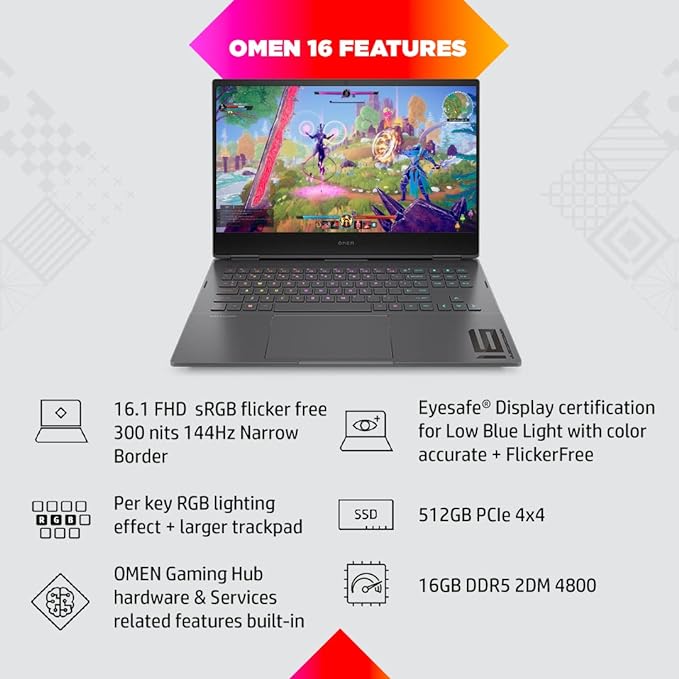 OMEN 16 FEATURES
OMEN
16.1 FHD sRGB flicker free
300 nits 144Hz Narrow
Border
Eyesafe® Display certification
for Low Blue Light with color
accurate + FlickerFree
RGB
Per key RGB lighting
effect + larger trackpad
SSD
512GB PCIe 4x4
OMEN Gaming Hub
hardware & Services
related features built-in
16GB DDR5 2DM 4800